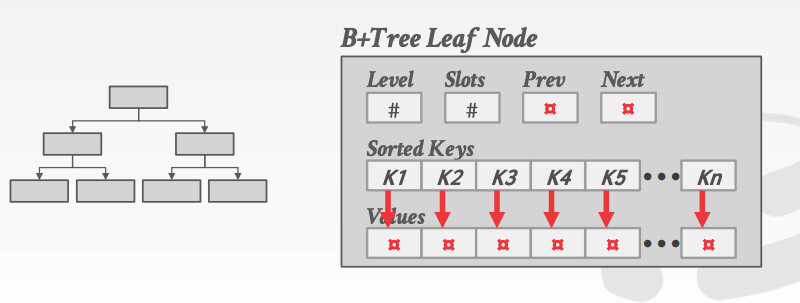 B+Tree Leaf Node
Level Slots Prev Next
# # ¤ ¤
Sorted Keys
K1 K2 K3 K4 K5 ••• Kn
Values
¤ ¤ ¤ ¤ ¤ ••• ¤